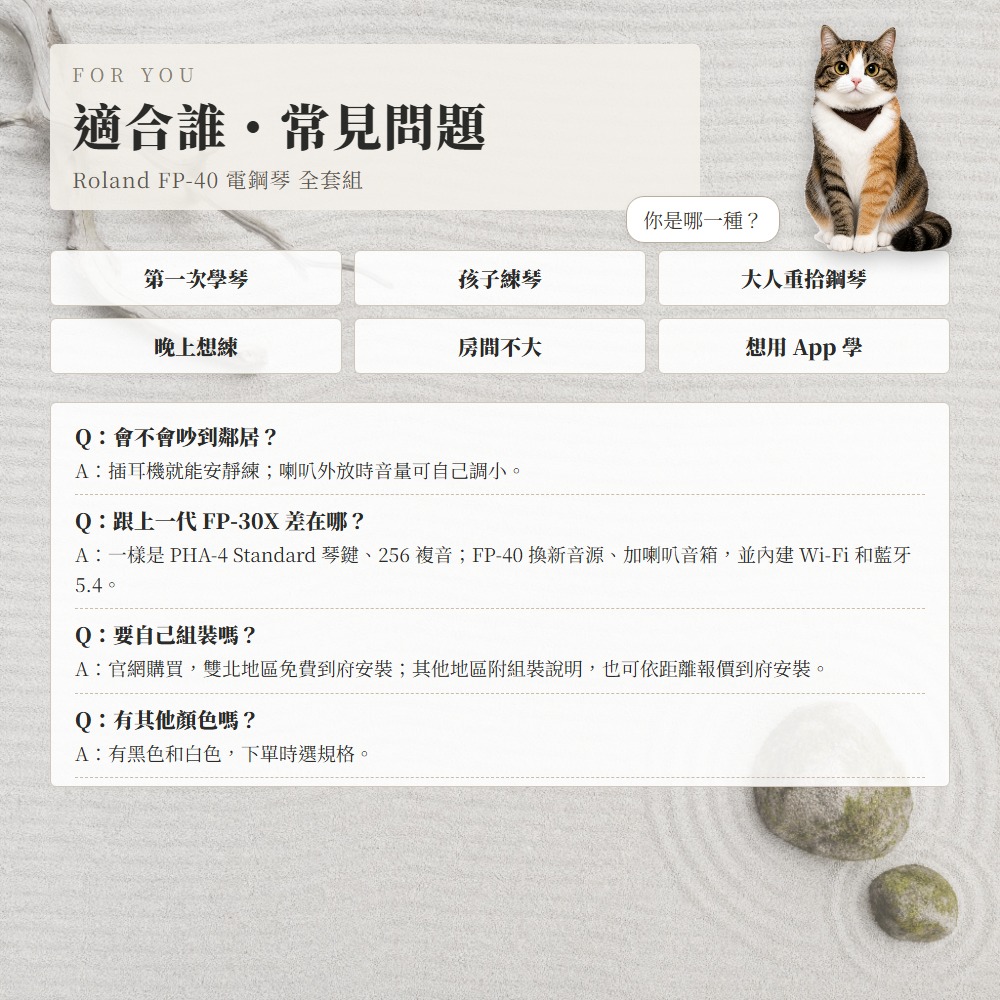 FOR YOU
適合誰・常見問題
Roland FP-40 電鋼琴 全套組
你是哪一種？
第一次學琴
孩子練琴
大人重拾鋼琴
晚上想練
房間不大
想用 App 學
Q：會不會吵到鄰居？
A：插耳機就能安靜練；喇叭外放時音量可自己調小。
Q：跟上一代 FP-30X 差在哪？
A：一樣是 PHA-4 Standard 琴鍵、256 複音；FP-40 換新音源、加喇叭音箱，並內建 Wi-Fi 和藍牙
5.4。
Q：要自己組裝嗎？
A：官網購買，雙北地區免費到府安裝；其他地區附組裝說明，也可依距離報價到府安裝。
Q：有其他顏色嗎？
A：有黑色和白色，下單時選規格。